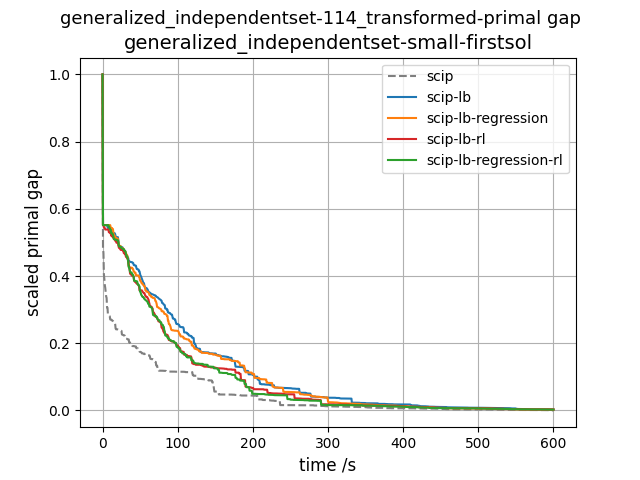 generalized_independentset-114_transformed-primal gap
generalized_independentset-small-firstsol
scip
scip-lb
scip-lb-regression
scip-lb-rl
scip-lb-regression-rl
scaled primal gap
1.0
0.8
0.6
0.4
0.2
0.0
0 100 200 300 400 500 600
time /s